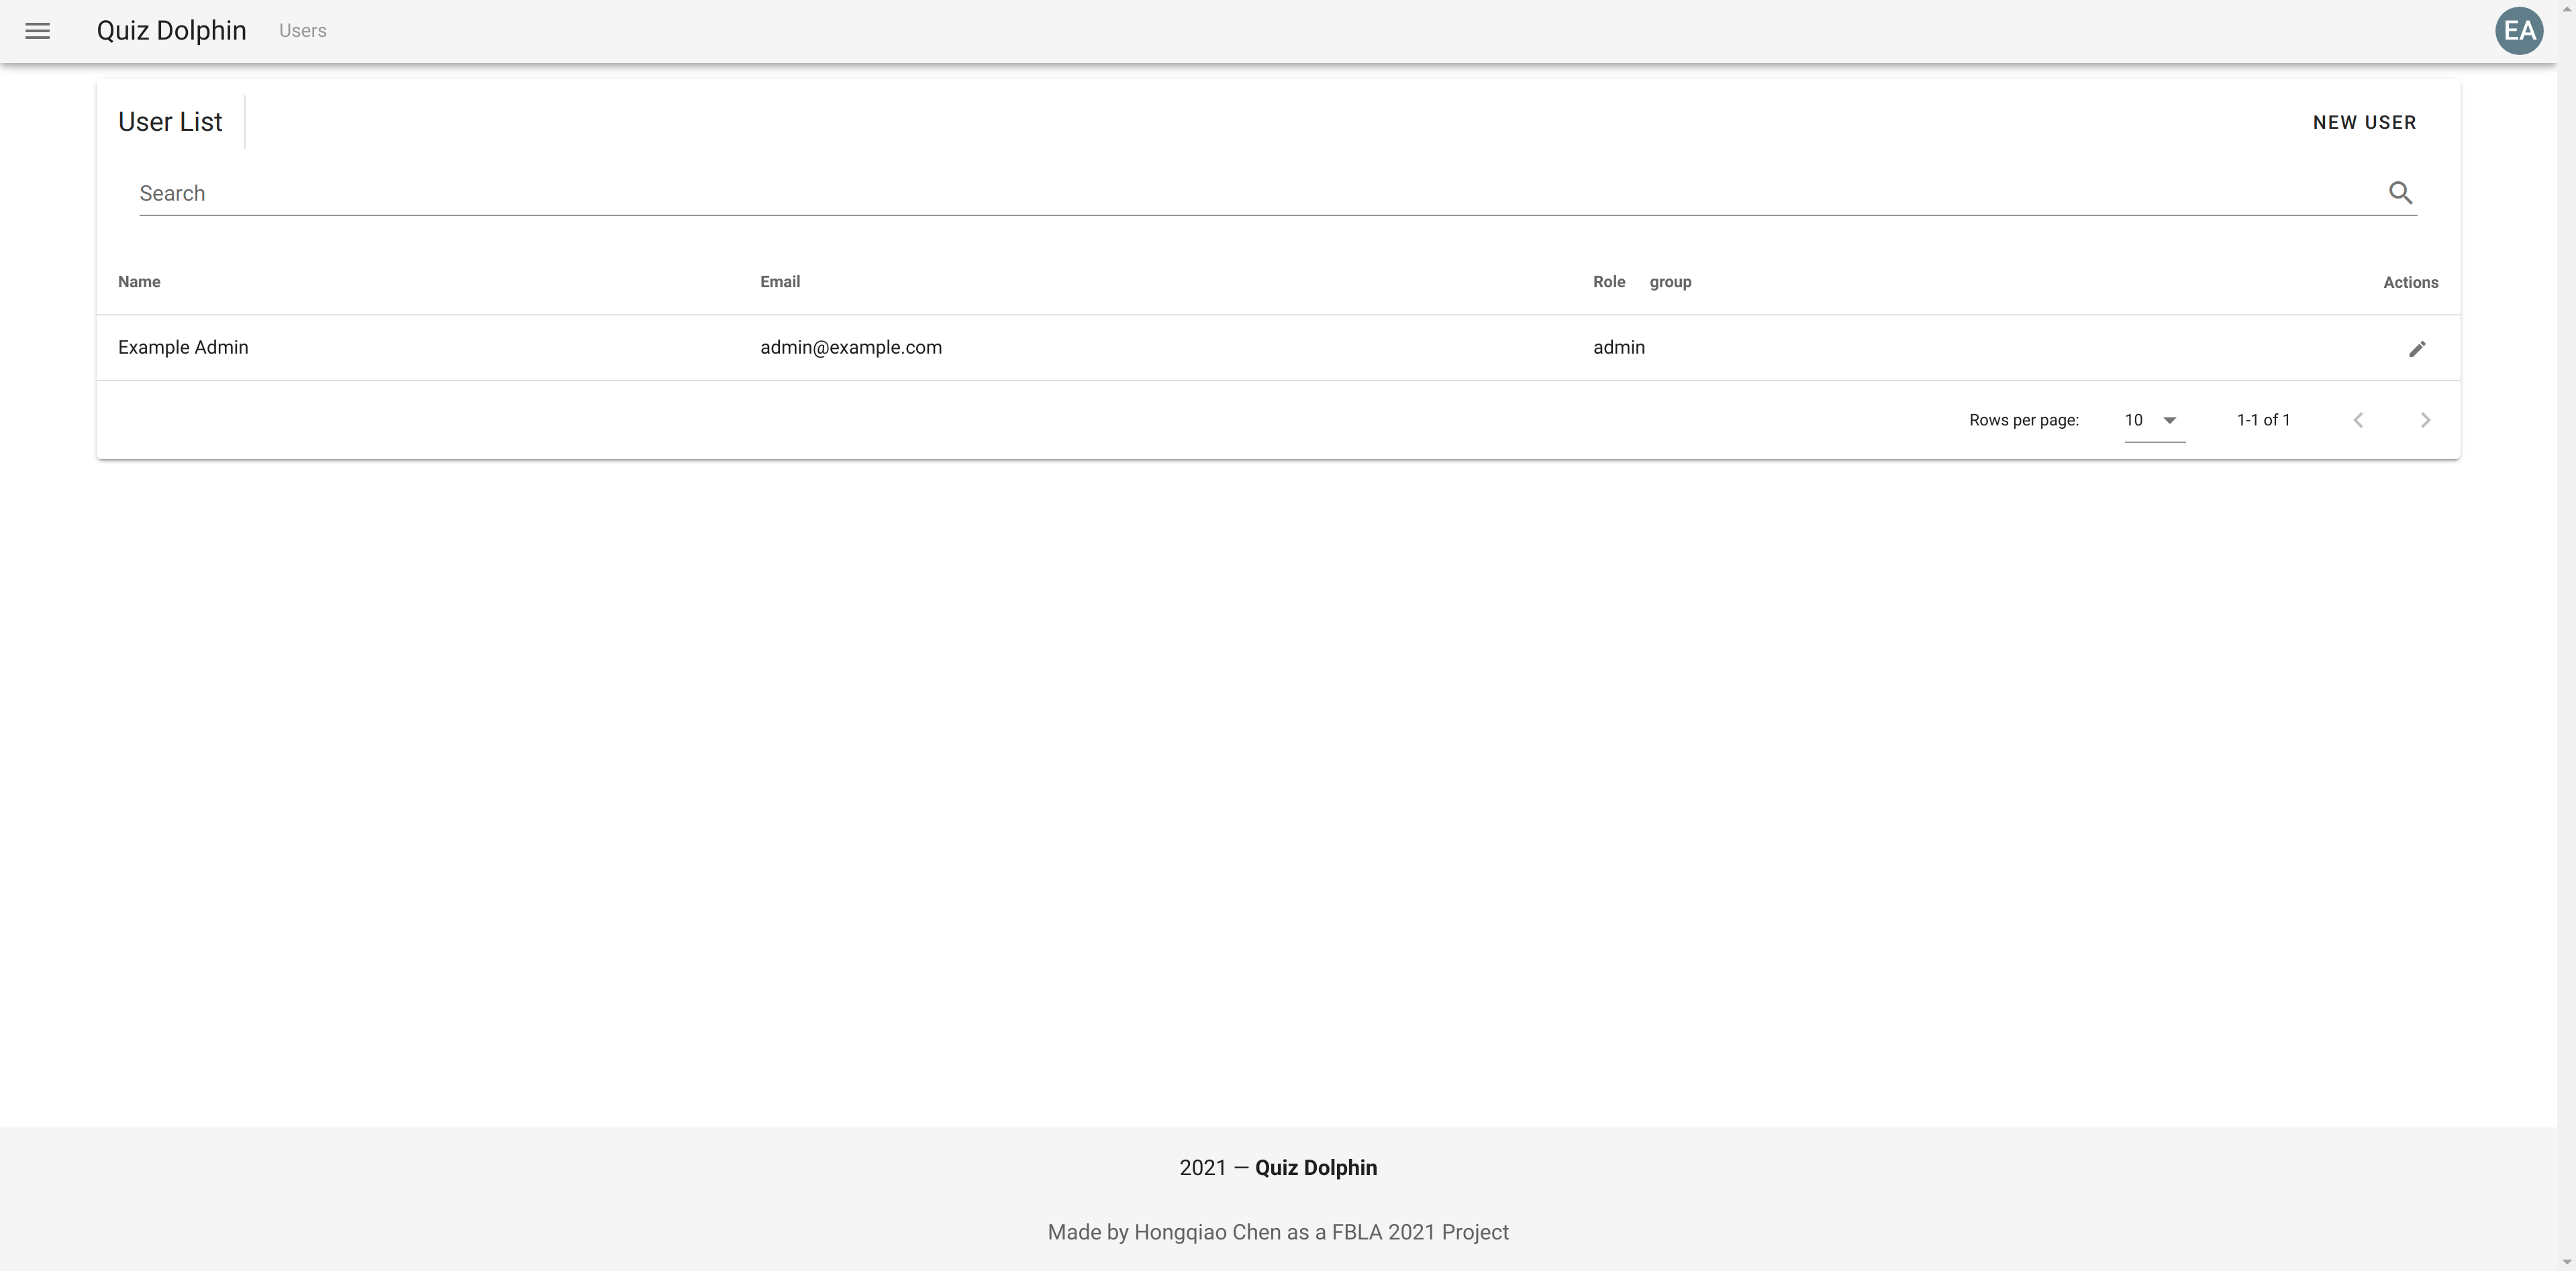 Quiz Dolphin Users EA
User List NEW USER
Search
Name Email Role group Actions
Example Admin admin@example.com admin
Rows per page: 10 1-1 of 1
2021 — Quiz Dolphin
Made by Hongqiao Chen as a FBLA 2021 Project